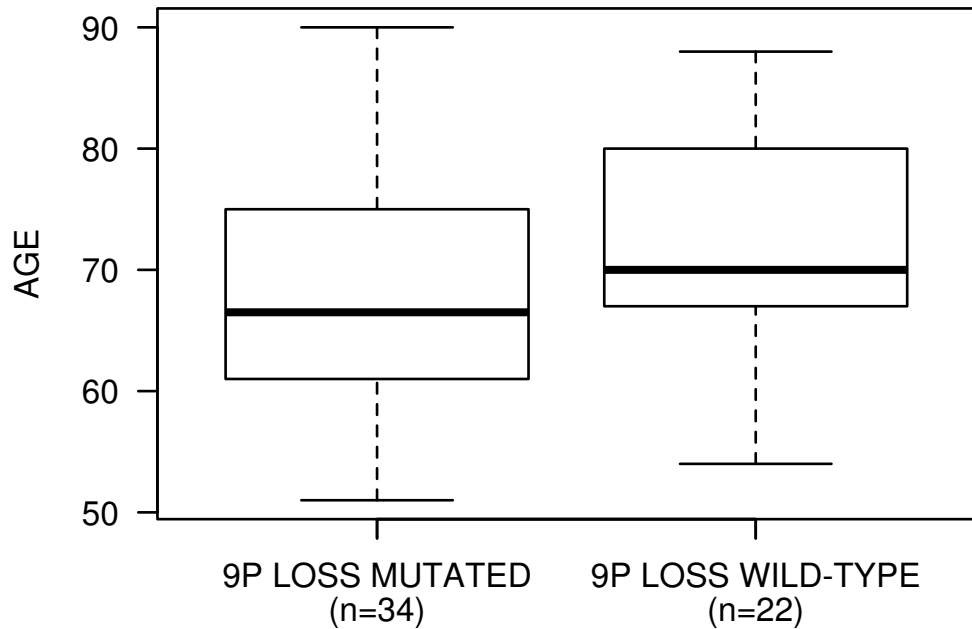 AGE
90
80
70
60
50
9P LOSS MUTATED
(n=34)
9P LOSS WILD-TYPE
(n=22)